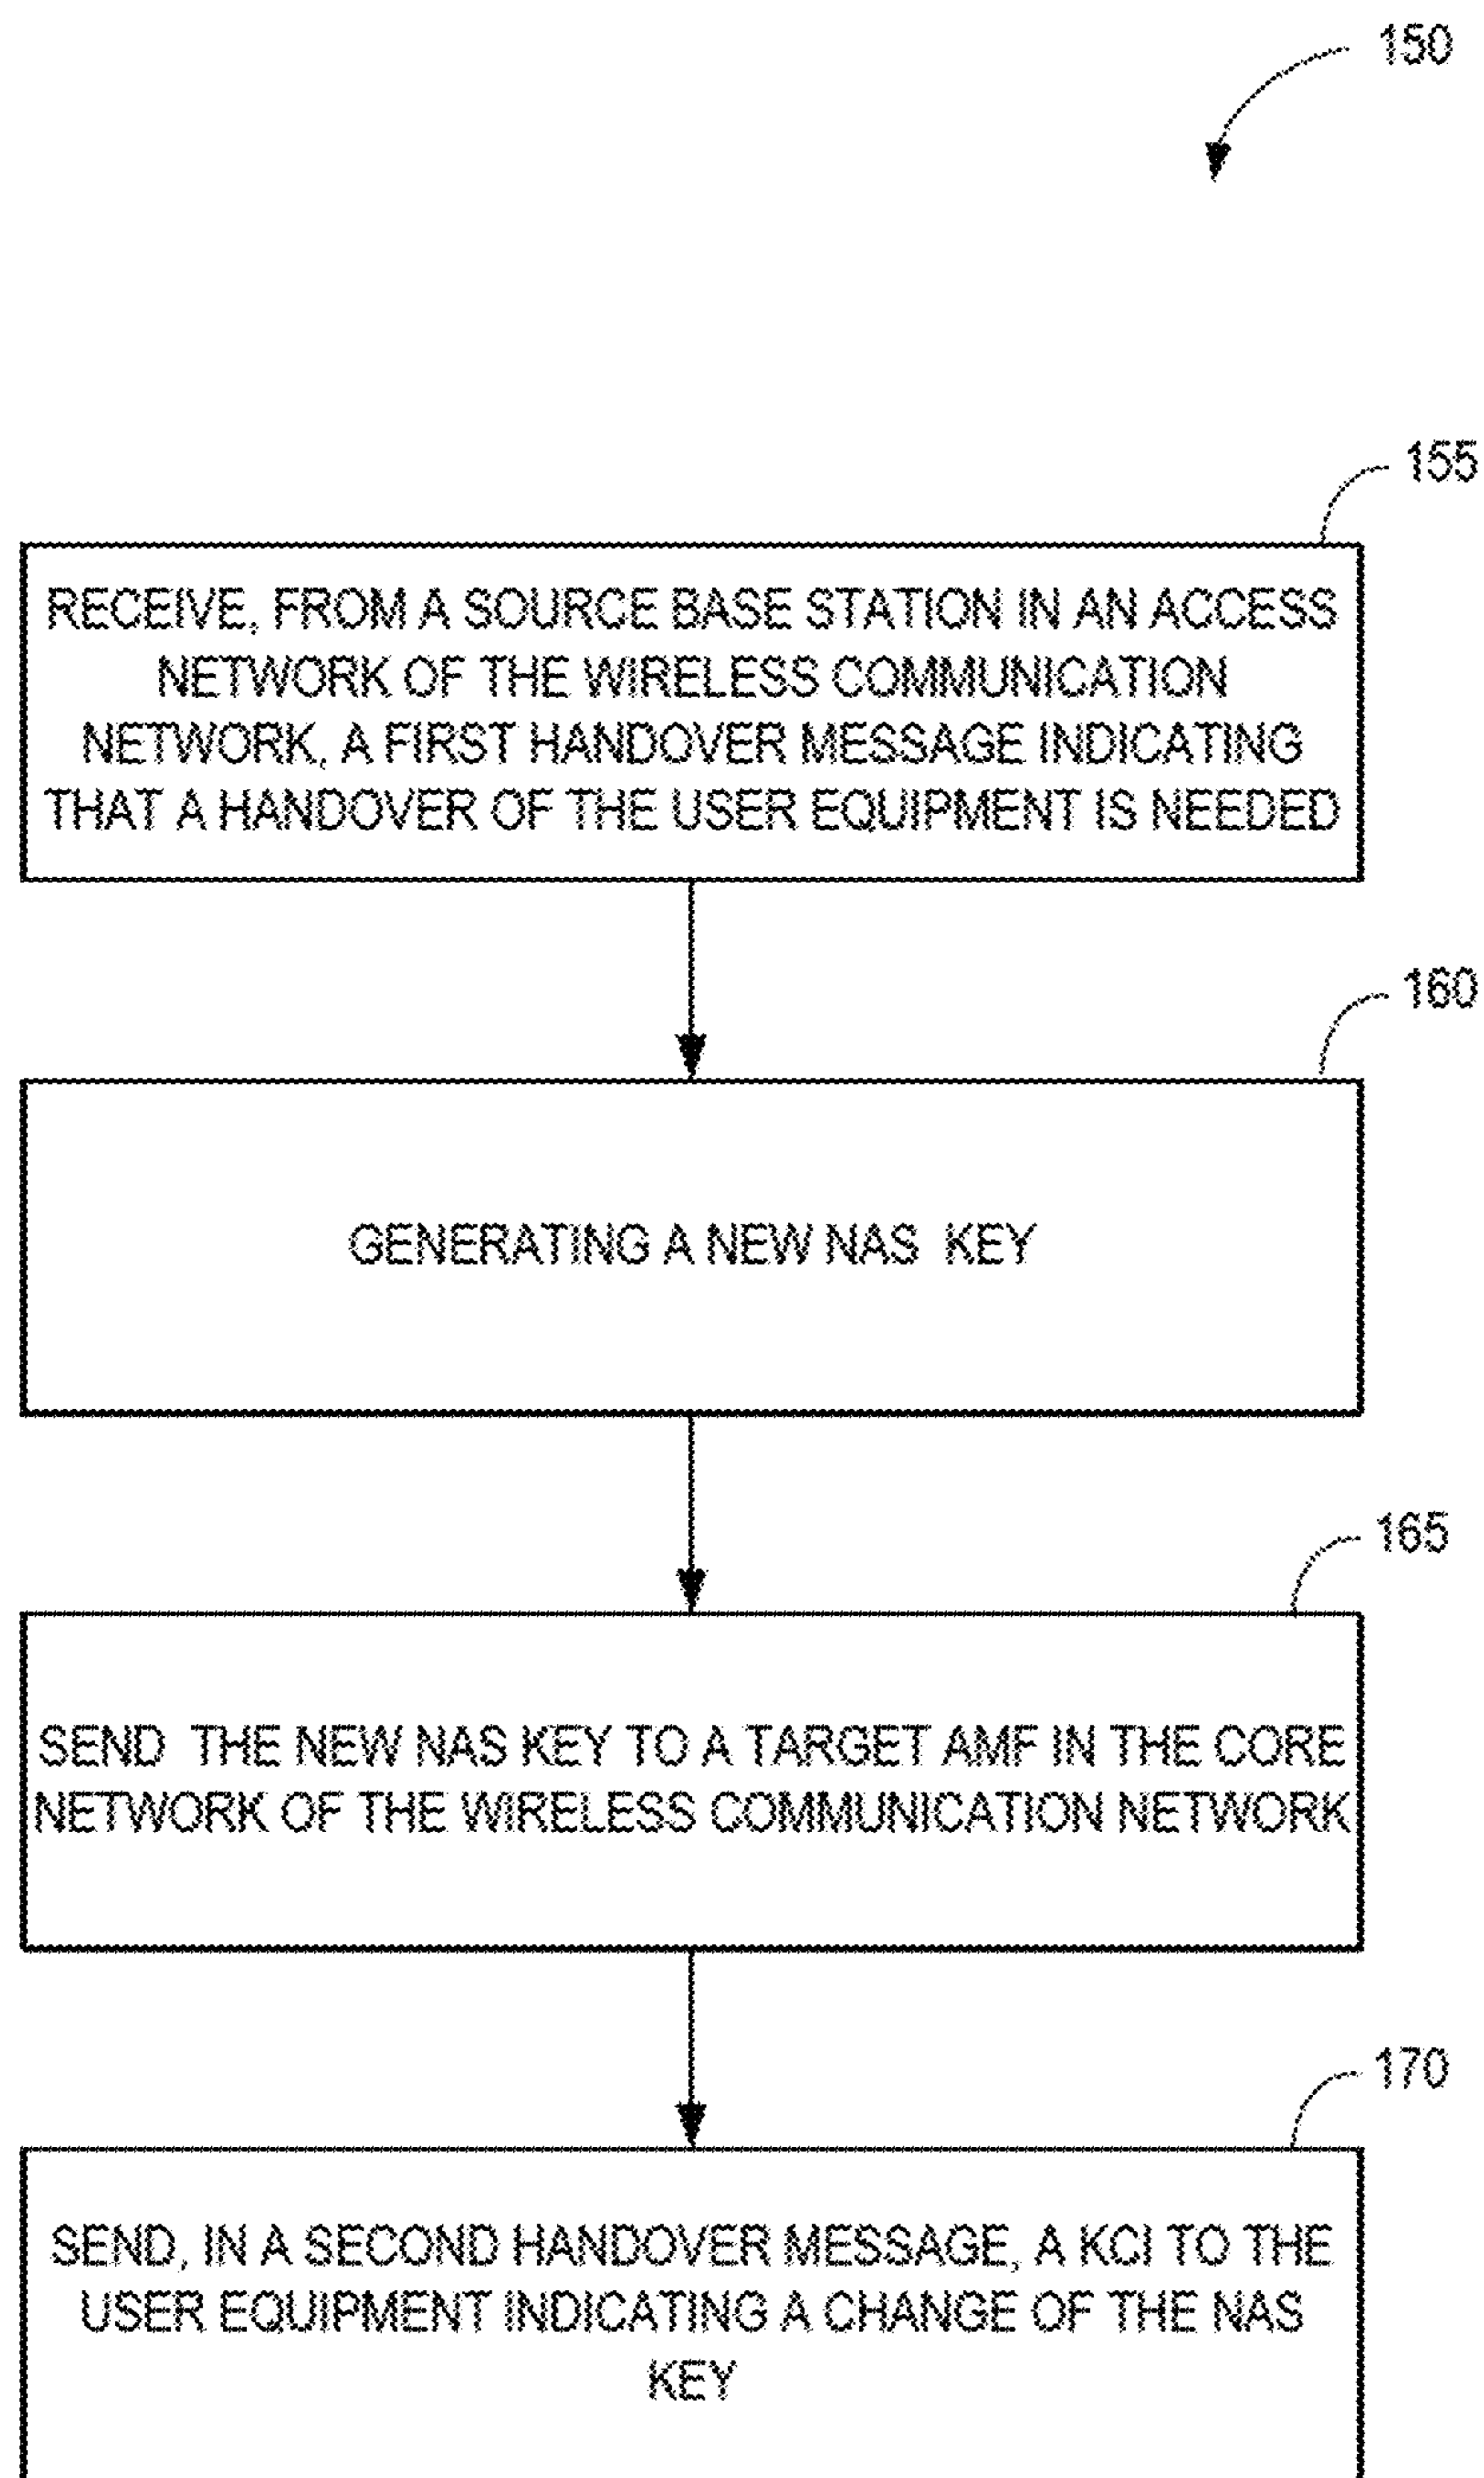 150
155
RECEIVE, FROM A SOURCE BASE STATION IN AN ACCESS
NETWORK OF THE WIRELESS COMMUNICATION
NETWORK, A FIRST HANDOVER MESSAGE INDICATING
THAT A HANDOVER OF THE USER EQUIPMENT IS NEEDED
160
GENERATING A NEW NAS KEY
165
SEND THE NEW NAS KEY TO A TARGET AMF IN THE CORE
NETWORK OF THE WIRELESS COMMUNICATION NETWORK
170
SEND, IN A SECOND HANDOVER MESSAGE, A KCI TO THE
USER EQUIPMENT INDICATING A CHANGE OF THE NAS
KEY